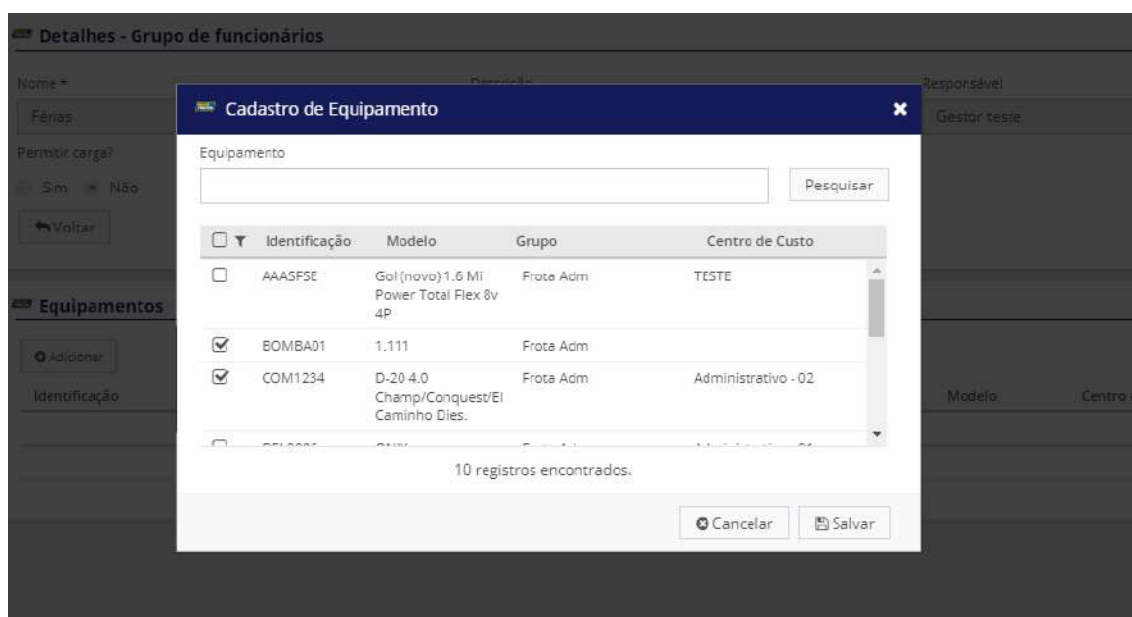 Detalhes - Grupo de funcionários
Nome *
Descrição
Responsável
Férias
Gestor teste
Permitir carga?
Sim Não
Voltar
Equipamentos
Adicionar
Identificação
Modelo
Centro
Cadastro de Equipamento
Equipamento
Pesquisar
Identificação Modelo Grupo Centro de Custo
AAASFSE Gol (novo) 1.6 Mi Frota Adm TESTE
Power Total Flex 8v
4P
BOMBA01 1.111 Frota Adm
COM1234 D-20 4.0 Frota Adm Administrativo - 02
Champ/Conquest/El
Caminho Dies.
10 registros encontrados.
Cancelar Salvar